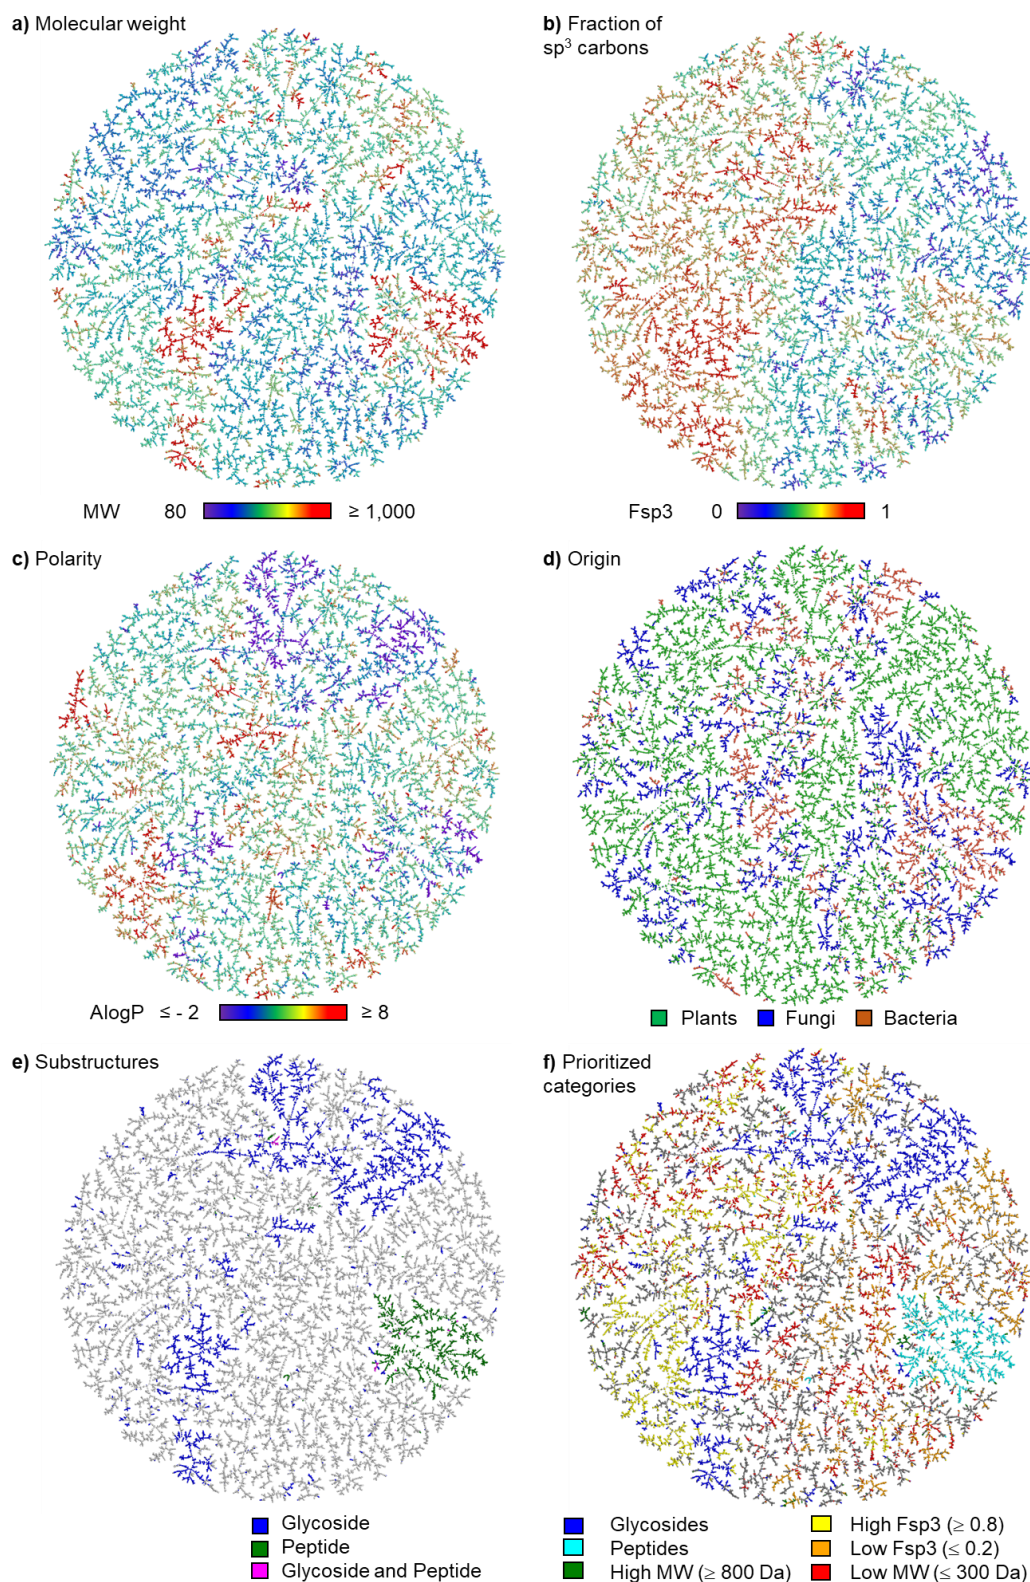 a) Molecular weight
b) Fraction of
sp³ carbons
MW 80 ≥ 1,000
Fsp3 0 1
c) Polarity
d) Origin
AlogP ≤ - 2 ≥ 8
Plants Fungi Bacteria
e) Substructures
f) Prioritized
categories
Glycoside
Peptide
Glycoside and Peptide
Glycosides
Peptides
High MW (≥ 800 Da)
High Fsp3 (≥ 0.8)
Low Fsp3 (≤ 0.2)
Low MW (≤ 300 Da)